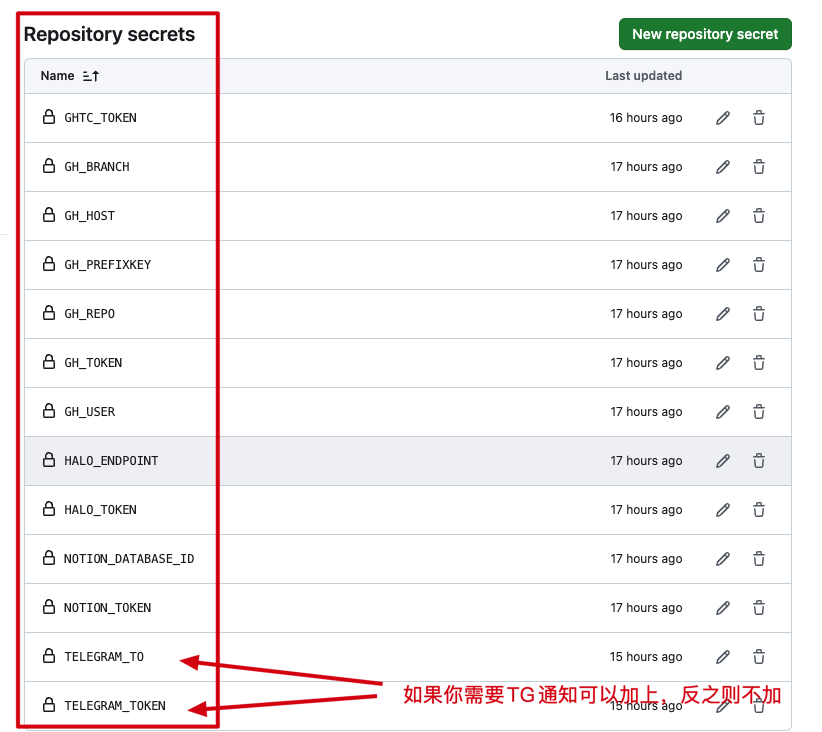 Repository secrets
New repository secret
Name
Last updated
GHTC_TOKEN
16 hours ago
GH_BRANCH
17 hours ago
GH_HOST
17 hours ago
GH_PREFIXKEY
17 hours ago
GH_REPO
17 hours ago
GH_TOKEN
17 hours ago
GH_USER
17 hours ago
HALO_ENDPOINT
17 hours ago
HALO_TOKEN
17 hours ago
NOTION_DATABASE_ID
17 hours ago
NOTION_TOKEN
17 hours ago
TELEGRAM_TO
15 hours ago
如果你需要TG通知可以加上，反之则不加
TELEGRAM_TOKEN
15 hours ago